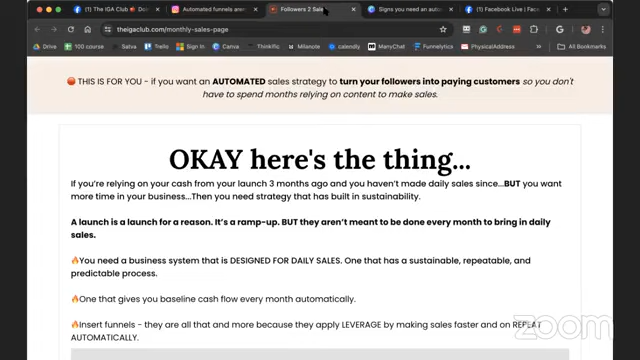 The IGA Club
Automated funnels aren
Followers 2 Sale
Signs you need an autom
Facebook Live | Face
theigaclub.com/monthly-sales-page
Drive
100 course
Trello
Slack
Canva
Thinkific
Milanote
calendly
ManyChat
Funnelytics
PhysicalAddress
»
All Bookmarks
THIS IS FOR YOU - if you want an AUTOMATED sales strategy to turn your followers into paying customers so you don't
have to spend months relying on content to make sales.
OKAY here's the thing...
If you're relying on your cash from your launch 3 months ago and you haven't made daily sales since...BUT you want
more time in your business...Then you need strategy that has built in sustainability.
A launch is a launch for a reason. It's a ramp-up. BUT they aren't meant to be done every month to bring in daily
sales.
🔥You need a business system that is DESIGNED FOR DAILY SALES. One that has a sustainable, repeatable, and
predictable process.
🔥One that gives you baseline cash flow every month automatically.
🔥Insert funnels - they are all that and more because they apply LEVERAGE by making sales faster and on REPEAT
AUTOMATICALLY.
zoom